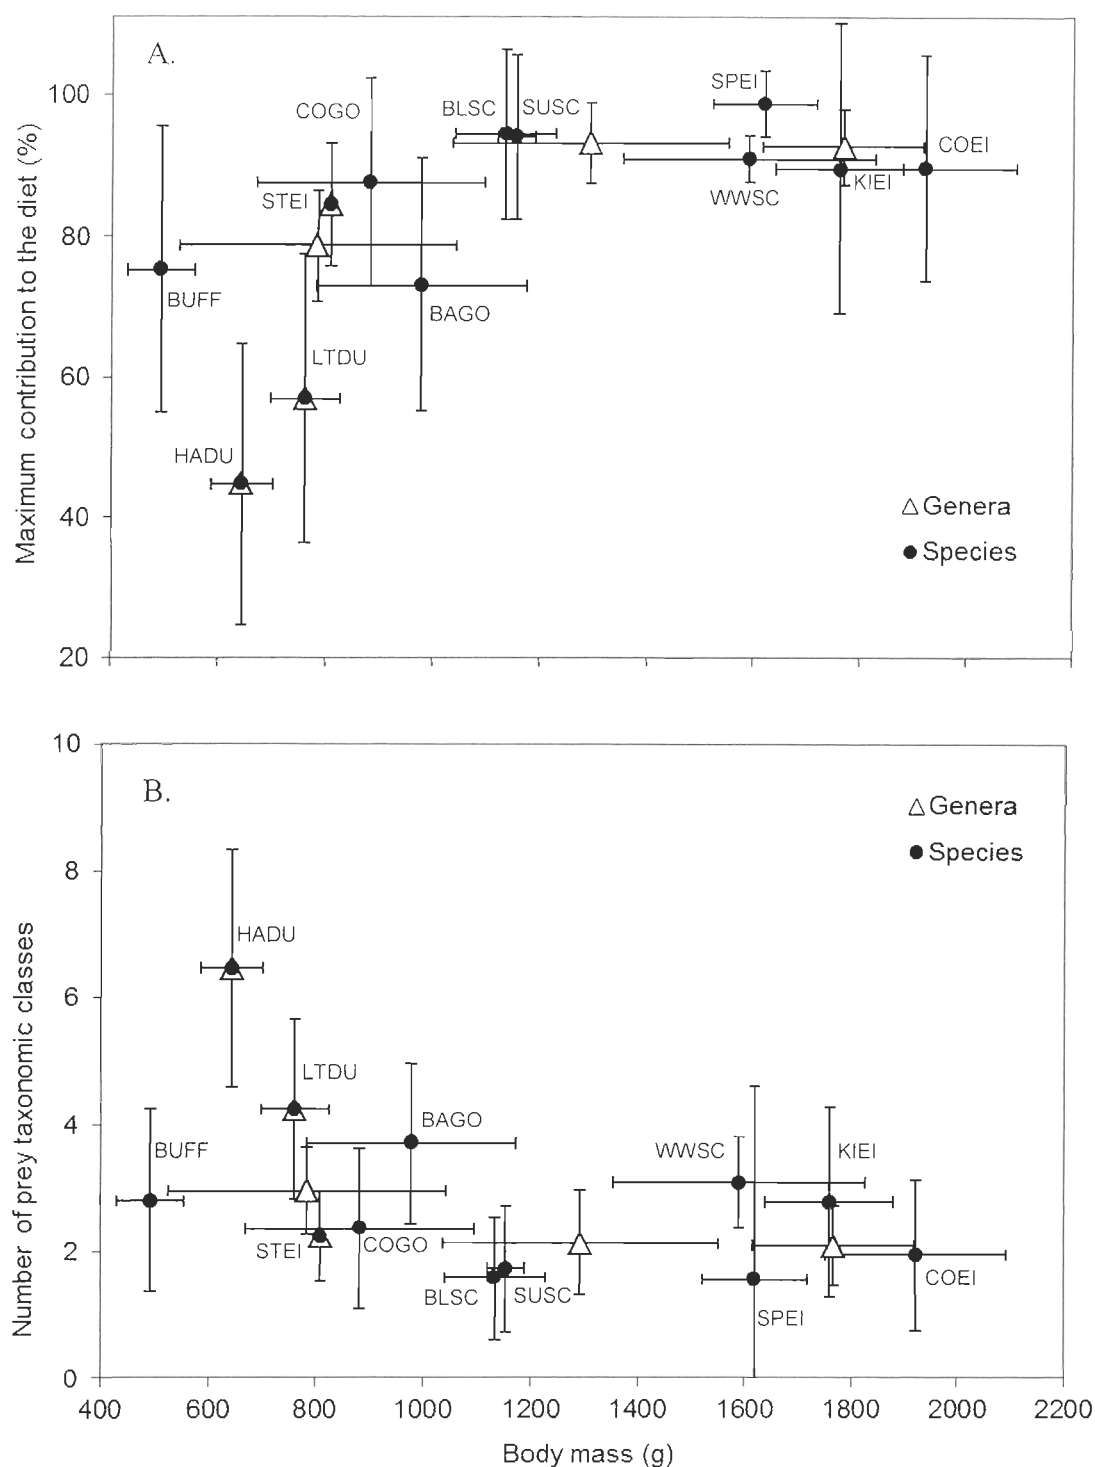 A.
Maximum contribution to the diet (%)
100
80
60
40
20
COGO
BLSC
SUSC
SPEI
COEI
STEI
WWSC
KIEI
BUFF
BAGO
LTDU
HADU
Genera
Species
B.
Number of prey taxonomic classes
10
8
6
4
2
0
Genera
Species
HADU
LTDU
BUFF
BAGO
WWSC
KIEI
STEI
COGO
BLSC
SUSC
SPEI
COEI
400 600 800 1000 1200 1400 1600 1800 2000 2200
Body mass (g)